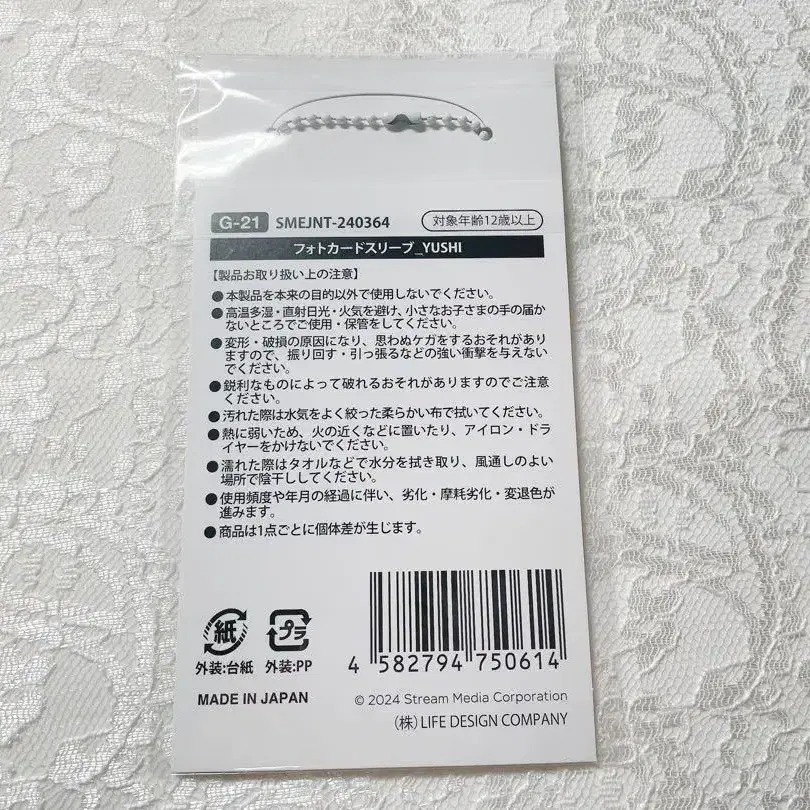 G-21 SMEJNT-240364 対象年齢12歳以上
フォトカードスリーブ_YUSHI
【製品お取り扱い上の注意】
●本製品を本来の目的以外で使用しないでください。
●高温多湿・直射日光・火気を避け、小さなお子さまの手の届か
ないところでご使用・保管をしてください。
●変形・破損の原因になり、思わぬケガをするおそれがあり
ますので、振り回す・引っ張るなどの強い衝撃を与えない
でください。
●鋭利なものによって破れるおそれがありますのでご注意
ください。
●汚れた際は水気をよく絞った柔らかい布で拭いてください。
●熱に弱いため、火の近くなどに置いたり、アイロン・ドラ
イヤーをかけないでください。
●濡れた際はタオルなどで水分を拭き取り、風通しのよい
場所で陰干ししてください。
●使用頻度や年月の経過に伴い、劣化・摩耗劣化・変退色が
進みます。
●商品は1点ごとに個体差が生じます。
紙 プラ
外装:台紙 外装:PP
4 582794 750614
MADE IN JAPAN
© 2024 Stream Media Corporation
(株) LIFE DESIGN COMPANY